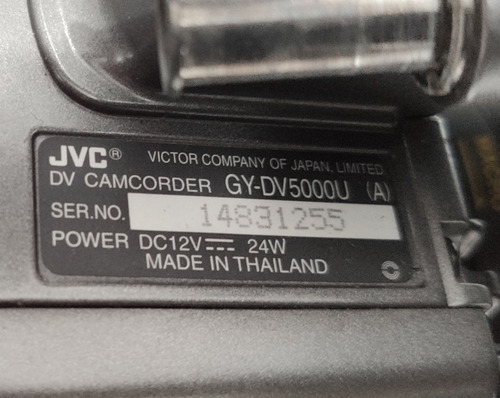 JVC® VICTOR COMPANY OF JAPAN, LIMITED
DV CAMCORDER GY-DV5000U (A)
SER.NO. 14831255
POWER DC12V⎓ 24W
MADE IN THAILAND